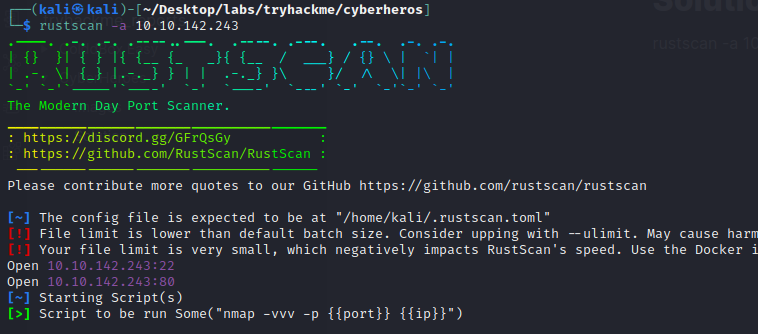 ┌──(kali㉿kali)-[~/Desktop/labs/tryhackme/cyberheros]
└─$ rustscan -a 10.10.142.243
The Modern Day Port Scanner.
: https://discord.gg/GFrQsGy :
: https://github.com/RustScan/RustScan :
Please contribute more quotes to our GitHub https://github.com/rustscan/rustscan
[~] The config file is expected to be at "/home/kali/.rustscan.toml"
[!] File limit is lower than default batch size. Consider upping with --ulimit. May cause harm
[!] Your file limit is very small, which negatively impacts RustScan's speed. Use the Docker i
Open 10.10.142.243:22
Open 10.10.142.243:80
[~] Starting Script(s)
[>] Script to be run Some("nmap -vvv -p {{port}} {{ip}}")